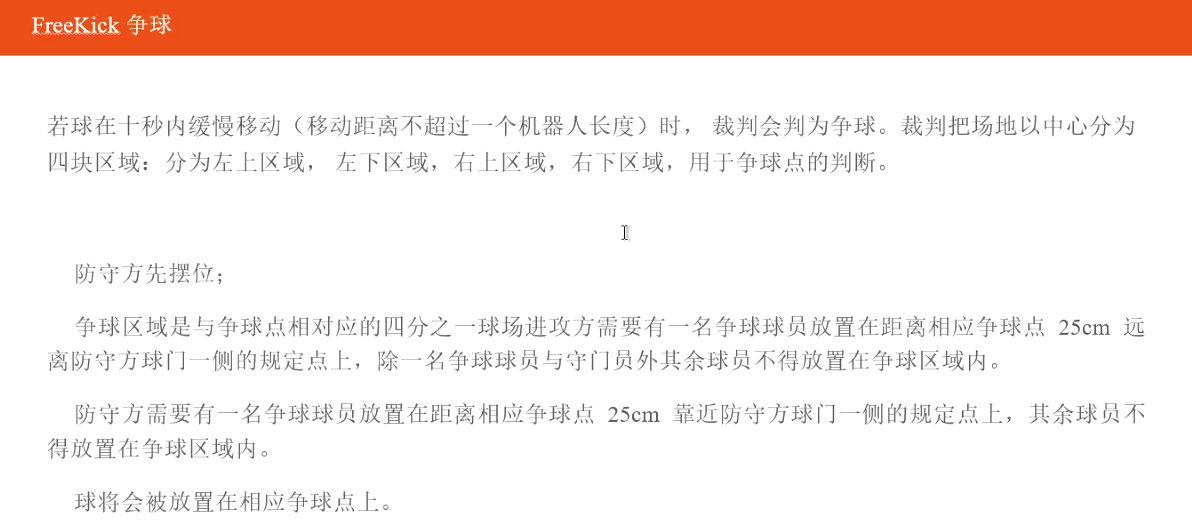 FreeKick 争球
若球在十秒内缓慢移动（移动距离不超过一个机器人长度）时， 裁判会判为争球。裁判把场地以中心分为
四块区域：分为左上区域， 左下区域，右上区域，右下区域，用于争球点的判断。
防守方先摆位；
争球区域是与争球点相对应的四分之一球场进攻方需要有一名争球球员放置在距离相应争球点 25cm 远
离防守方球门一侧的规定点上，除一名争球球员与守门员外其余球员不得放置在争球区域内。
防守方需要有一名争球球员放置在距离相应争球点 25cm 靠近防守方球门一侧的规定点上，其余球员不
得放置在争球区域内。
球将会被放置在相应争球点上。